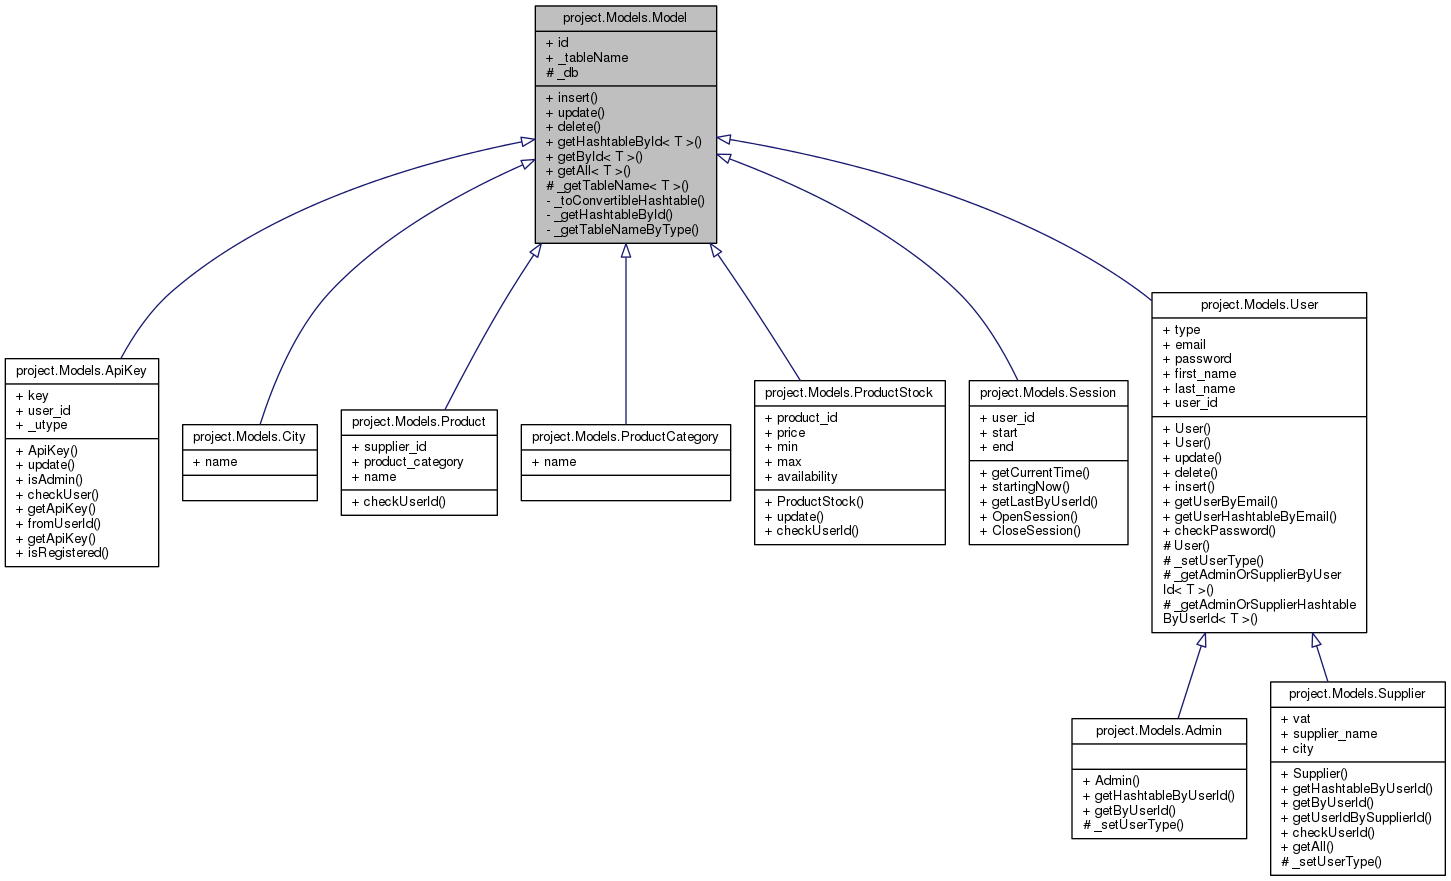 project.Models.Model
+ id
+ _tableName
# _db
+ insert()
+ update()
+ delete()
+ getHashtableById< T >()
+ getById< T >()
+ getAll< T >()
# _getTableName< T >()
- _toConvertibleHashtable()
- _getHashtableById()
- _getTableNameByType()
project.Models.ApiKey
+ key
+ user_id
+ _utype
+ ApiKey()
+ update()
+ isAdmin()
+ checkUser()
+ getApiKey()
+ fromUserId()
+ getApiKey()
+ isRegistered()
project.Models.City
+ name
project.Models.Product
+ supplier_id
+ product_category
+ name
+ checkUserId()
project.Models.ProductCategory
+ name
project.Models.ProductStock
+ product_id
+ price
+ min
+ max
+ availability
+ ProductStock()
+ update()
+ checkUserId()
project.Models.Session
+ user_id
+ start
+ end
+ getCurrentTime()
+ startingNow()
+ getLastByUserId()
+ OpenSession()
+ CloseSession()
project.Models.User
+ type
+ email
+ password
+ first_name
+ last_name
+ user_id
+ User()
+ User()
+ update()
+ delete()
+ insert()
+ getUserByEmail()
+ getUserHashtableByEmail()
+ checkPassword()
# User()
# _setUserType()
# _getAdminOrSupplierByUser
Id< T >()
# _getAdminOrSupplierHashtable
ByUserId< T >()
project.Models.Admin
+ Admin()
+ getHashtableByUserId()
+ getByUserId()
# _setUserType()
project.Models.Supplier
+ vat
+ supplier_name
+ city
+ Supplier()
+ getHashtableByUserId()
+ getByUserId()
+ getUserIdBySupplierId()
+ checkUserId()
+ getAll()
# _setUserType()